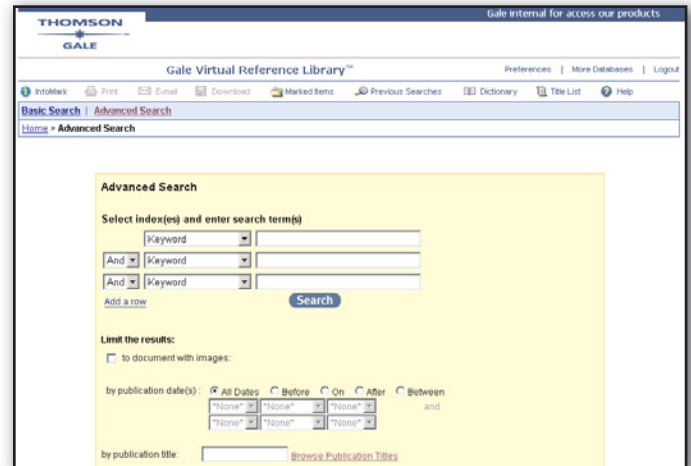 Gale internal for access our products
THOMSON
GALE
Gale Virtual Reference Library™
Preferences | More Databases | Logout
InfoMark Print E-mail Download Marked Items Previous Searches Dictionary Title List Help
Basic Search | Advanced Search
Home > Advanced Search
Advanced Search
Select index(es) and enter search term(s)
Keyword
And Keyword
And Keyword
Add a row Search
Limit the results:
to document with images:
by publication date(s) : All Dates Before On After Between
*None* *None* *None* and
*None* *None* *None*
by publication title: Browse Publication Titles